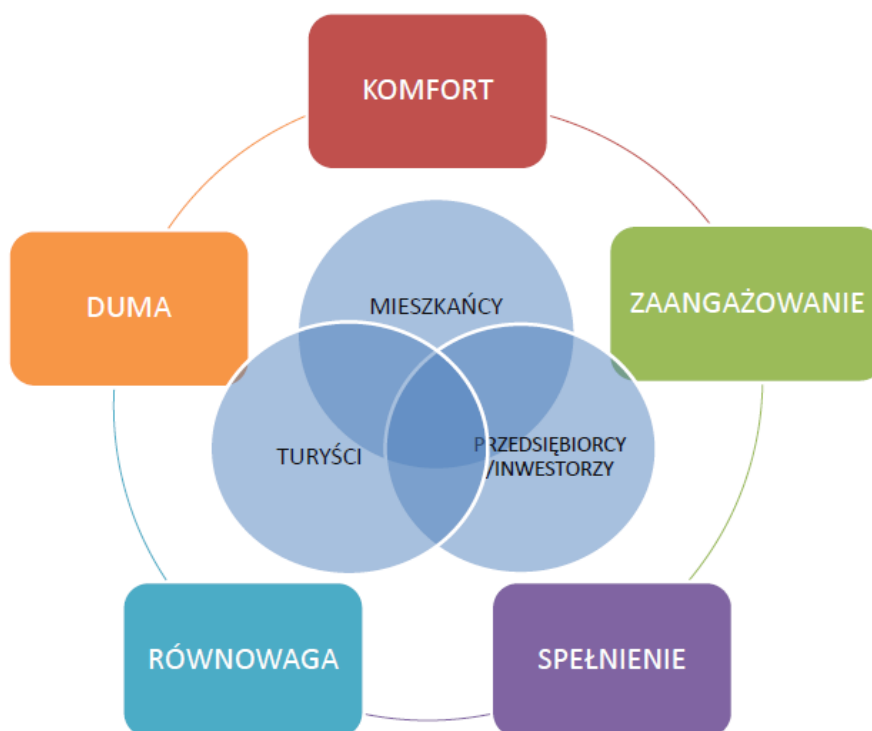 KOMFORT
DUMA
ZAANGAŻOWANIE
MIESZKAŃCY
TURYŚCI
PRZEDSIĘBIORCY
/INWESTORZY
RÓWNOWAGA
SPEŁNIENIE